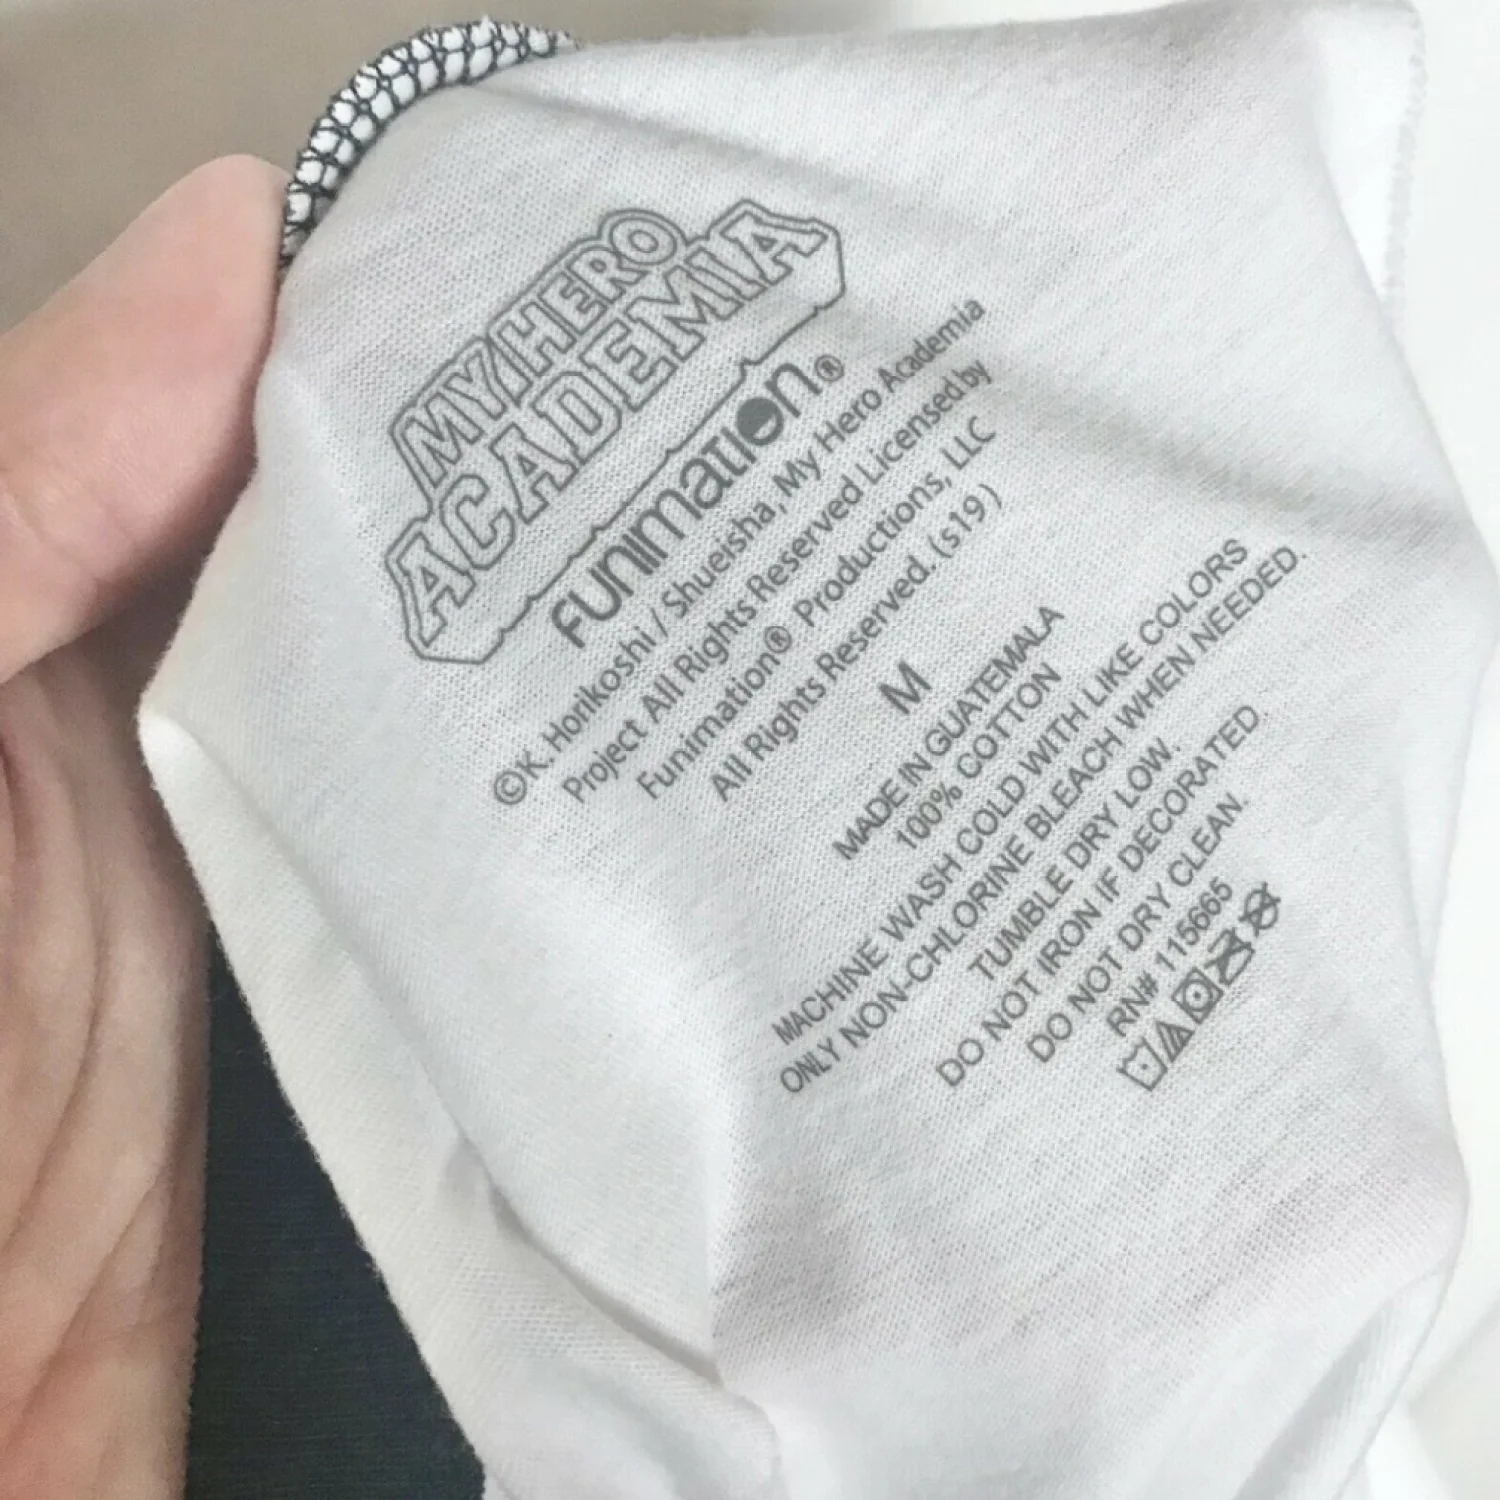 MY HERO
ACADEMIA
FUNIMATION®
©K. Horikoshi / Shueisha, My Hero Academia
Project All Rights Reserved Licensed by
Funimation® Productions, LLC
All Rights Reserved. (s19)
M
MADE IN GUATEMALA
100% COTTON
MACHINE WASH COLD WITH LIKE COLORS
ONLY NON-CHLORINE BLEACH WHEN NEEDED.
TUMBLE DRY LOW.
DO NOT IRON IF DECORATED.
DO NOT DRY CLEAN.
RN# 115665